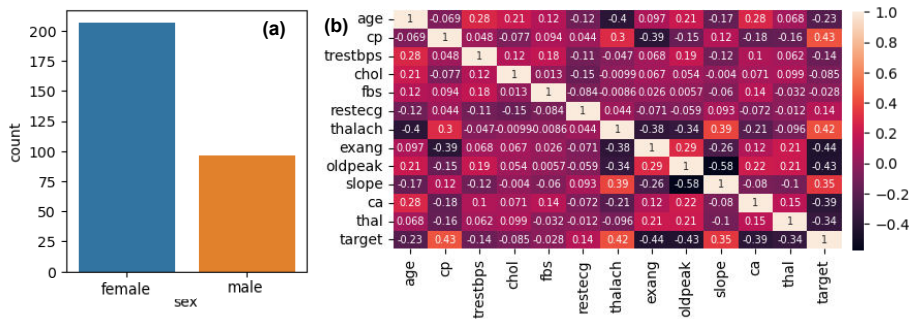 (a)
200
175
150
125
100
75
50
25
0
count
female male
sex
(b)
age 1 -0.069 0.28 0.21 0.12 -0.12 -0.4 0.097 0.21 -0.17 0.28 0.068 -0.23
cp -0.069 1 0.048 -0.077 0.094 0.044 0.3 -0.39 -0.15 0.12 -0.18 -0.16 0.43
trestbps 0.28 0.048 1 0.12 0.18 -0.11 -0.047 0.068 0.19 -0.12 0.1 0.062 -0.14
chol 0.21 -0.077 0.12 1 0.013 -0.15 -0.0099 0.067 0.054 -0.004 0.071 0.099 -0.085
fbs 0.12 0.094 0.18 0.013 1 -0.084 -0.0086 0.026 0.0057 -0.06 0.14 -0.032 -0.028
restecg -0.12 0.044 -0.11 -0.15 -0.084 1 0.044 -0.071 -0.059 0.093 -0.072 -0.012 0.14
thalach -0.4 0.3 -0.047 -0.0099 -0.0086 0.044 1 -0.38 -0.34 0.39 -0.21 -0.096 0.42
exang 0.097 -0.39 0.068 0.067 0.026 -0.071 -0.38 1 0.29 -0.26 0.12 0.21 -0.44
oldpeak 0.21 -0.15 0.19 0.054 0.0057 -0.059 -0.34 0.29 1 -0.58 0.22 0.21 -0.43
slope -0.17 0.12 -0.12 -0.004 -0.06 0.093 0.39 -0.26 -0.58 1 -0.08 -0.1 0.35
ca 0.28 -0.18 0.1 0.071 0.14 -0.072 -0.21 0.12 0.22 -0.08 1 0.15 -0.39
thal 0.068 -0.16 0.062 0.099 -0.032 -0.012 -0.096 0.21 0.21 -0.1 0.15 1 -0.34
target -0.23 0.43 -0.14 -0.085 -0.028 0.14 0.42 -0.44 -0.43 0.35 -0.39 -0.34 1
age cp trestbps chol fbs restecg thalach exang oldpeak slope ca thal target
1.0
0.8
0.6
0.4
0.2
0.0
-0.2
-0.4